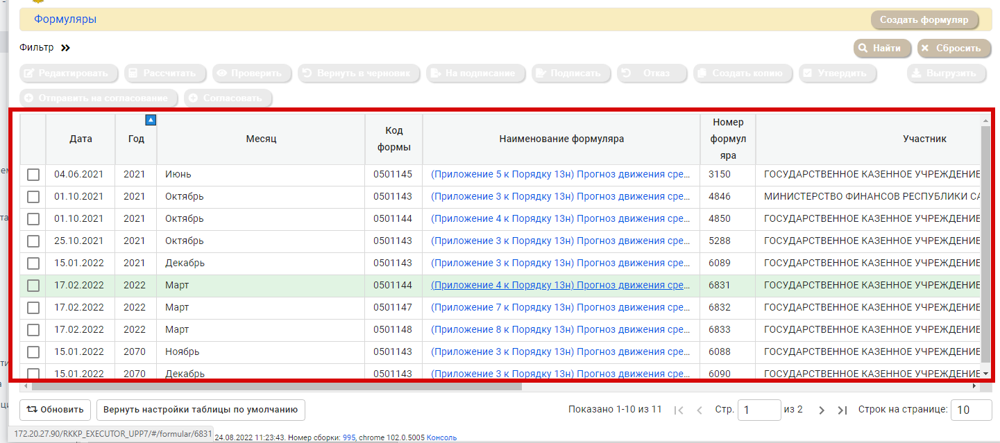 Формуляры Создать формуляр
Фильтр Найти Сбросить
Редактировать Рассчитать Проверить Вернуть в черновик На подписание Подписать Отказ Создать копию Утвердить Выгрузить
Отправить на согласование Согласовать
Дата Год Месяц Код формы Наименование формуляра Номер формул яра Участник
04.06.2021 2021 Июнь 0501145 (Приложение 5 к Порядку 13н) Прогноз движения сре... 3150 ГОСУДАРСТВЕННОЕ КАЗЕННОЕ УЧРЕЖДЕНИЕ
01.10.2021 2021 Октябрь 0501143 (Приложение 3 к Порядку 13н) Прогноз движения сре... 4846 МИНИСТЕРСТВО ФИНАНСОВ РЕСПУБЛИКИ СА
01.10.2021 2021 Октябрь 0501144 (Приложение 4 к Порядку 13н) Прогноз движения сре... 4850 ГОСУДАРСТВЕННОЕ КАЗЕННОЕ УЧРЕЖДЕНИЕ
25.10.2021 2021 Октябрь 0501143 (Приложение 3 к Порядку 13н) Прогноз движения сре... 5288 ГОСУДАРСТВЕННОЕ КАЗЕННОЕ УЧРЕЖДЕНИЕ
15.01.2022 2021 Декабрь 0501143 (Приложение 3 к Порядку 13н) Прогноз движения сре... 6089 ГОСУДАРСТВЕННОЕ КАЗЕННОЕ УЧРЕЖДЕНИЕ
17.02.2022 2022 Март 0501144 (Приложение 4 к Порядку 13н) Прогноз движения сре... 6831 ГОСУДАРСТВЕННОЕ КАЗЕННОЕ УЧРЕЖДЕНИЕ
17.02.2022 2022 Март 0501147 (Приложение 7 к Порядку 13н) Прогноз движения сре... 6832 ГОСУДАРСТВЕННОЕ КАЗЕННОЕ УЧРЕЖДЕНИЕ
17.02.2022 2022 Март 0501148 (Приложение 8 к Порядку 13н) Прогноз движения сре... 6833 ГОСУДАРСТВЕННОЕ КАЗЕННОЕ УЧРЕЖДЕНИЕ
15.01.2022 2070 Ноябрь 0501143 (Приложение 3 к Порядку 13н) Прогноз движения сре... 6088 ГОСУДАРСТВЕННОЕ КАЗЕННОЕ УЧРЕЖДЕНИЕ
15.01.2022 2070 Декабрь 0501143 (Приложение 3 к Порядку 13н) Прогноз движения сре... 6090 ГОСУДАРСТВЕННОЕ КАЗЕННОЕ УЧРЕЖДЕНИЕ
Обновить Вернуть настройки таблицы по умолчанию Показано 1-10 из 11 Стр. 1 из 2 Строк на странице: 10
172.20.27.90/RKKP_EXECUTOR_UPP7/#/formular/6831 24.08.2022 11:23:43. Номер сборки: 995, chrome 102.0.5005 Консоль